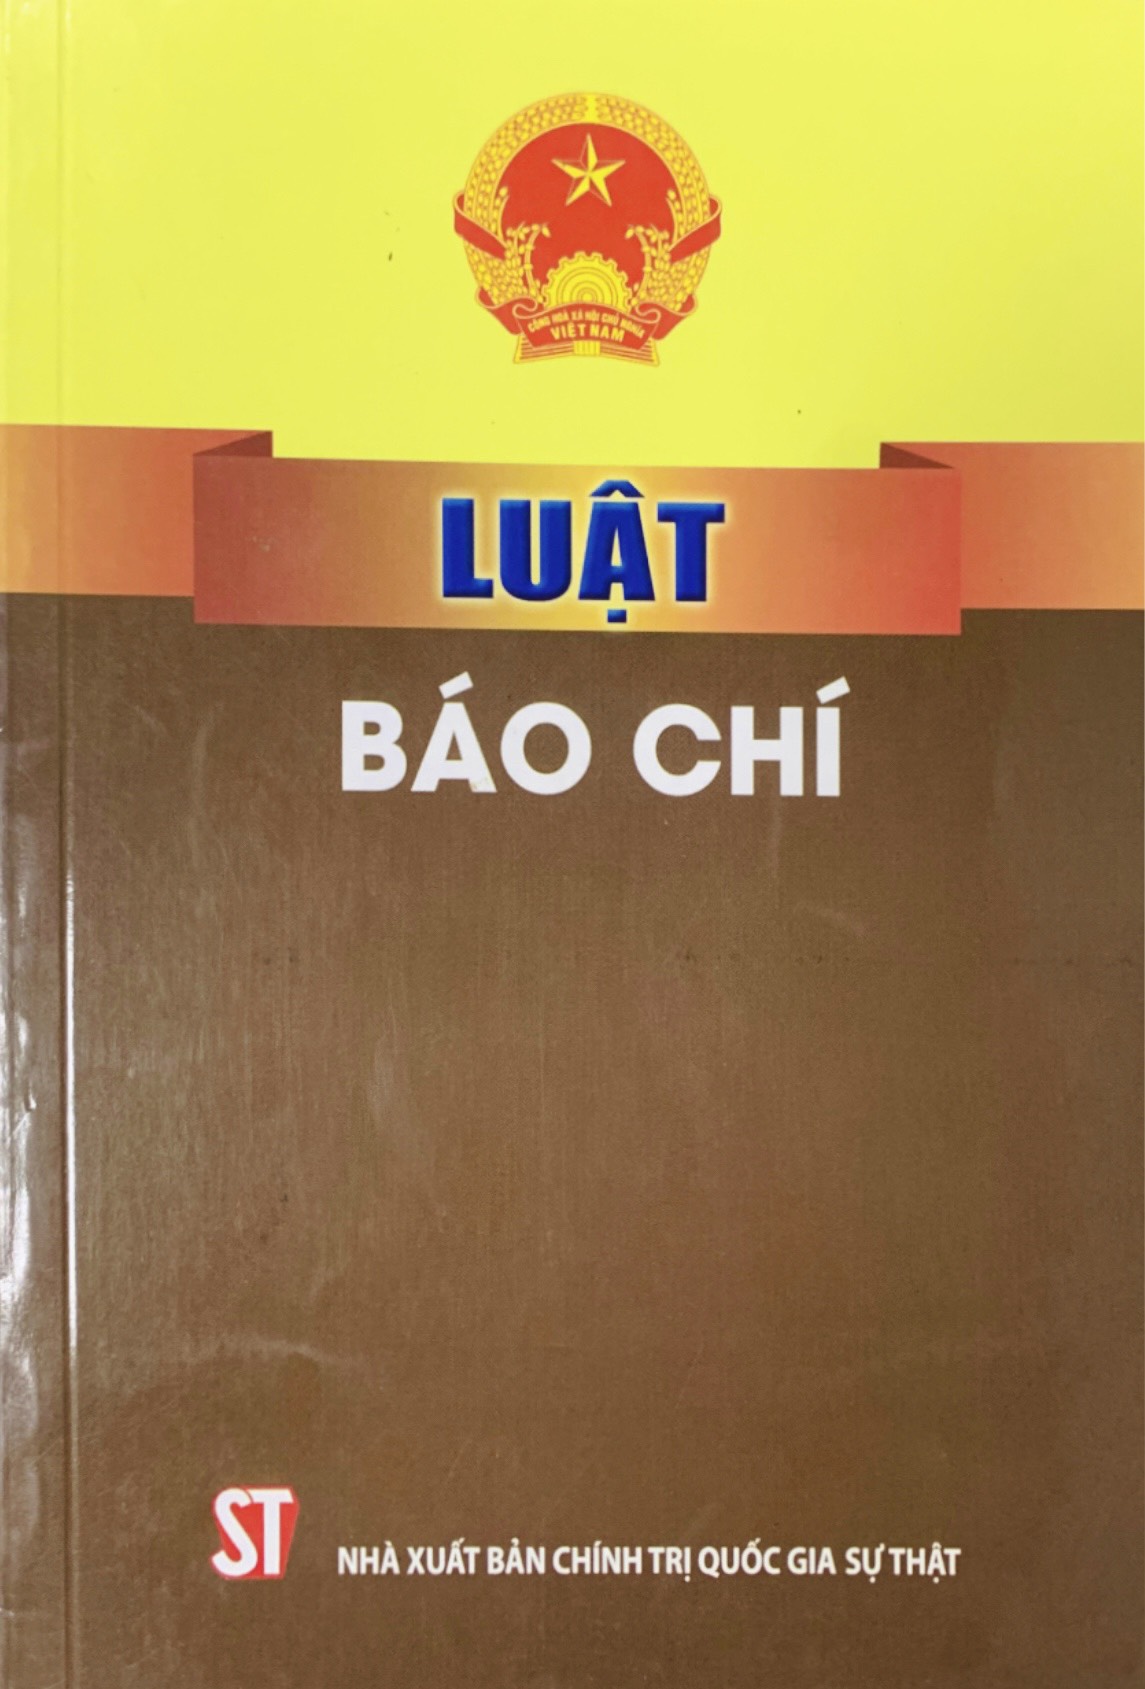 CỘNG HOÀ XÃ HỘI CHỦ NGHĨA
VIỆT NAM
LUẬT
BÁO CHÍ
ST
NHÀ XUẤT BẢN CHÍNH TRỊ QUỐC GIA SỰ THẬT